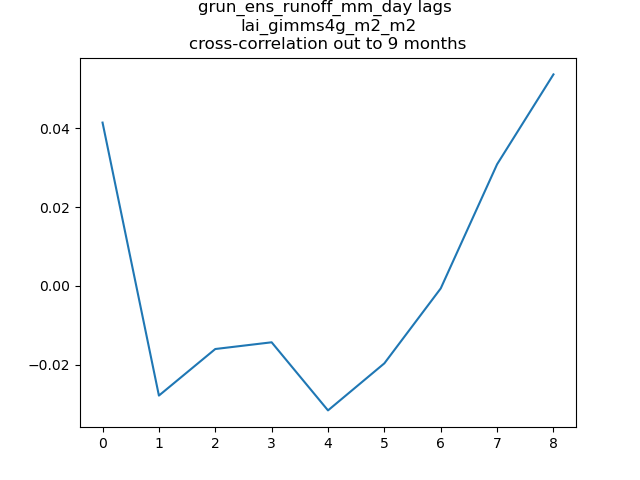 grun_ens_runoff_mm_day lags
lai_gimms4g_m2_m2
cross-correlation out to 9 months
0.04
0.02
0.00
−0.02
0 1 2 3 4 5 6 7 8